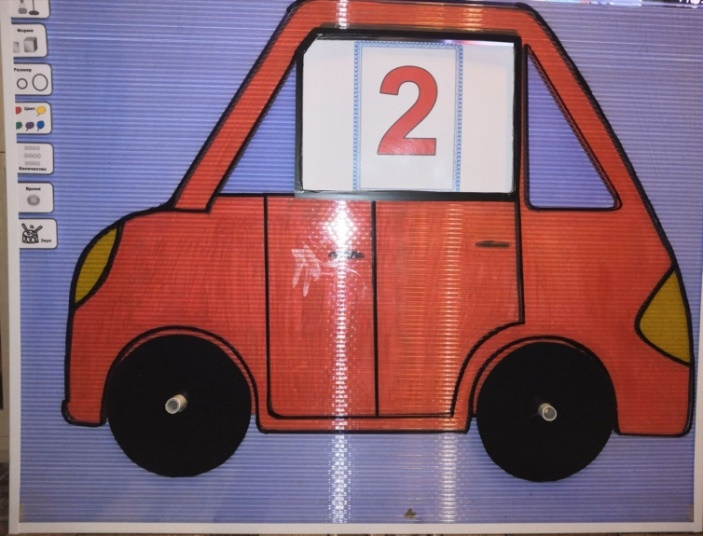 Форма
Размер
Цвет
Количество
Время
Звук
2